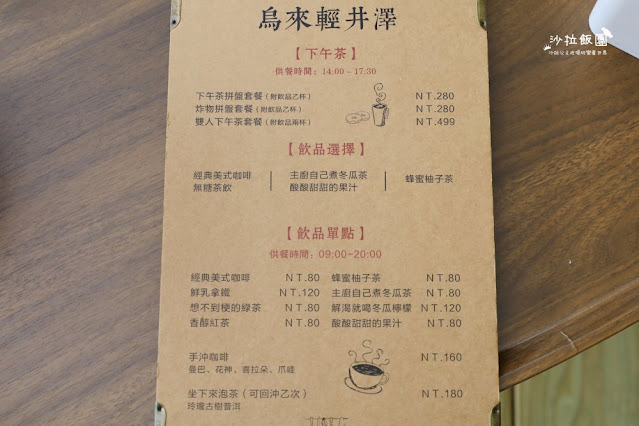 沙拉飯園
烏來輕井澤
【下午茶】
供餐時間：14:00－17:30
下午茶拼盤套餐（附飲品乙杯） NT.280
炸物拼盤套餐（附飲品乙杯） NT.280
雙人下午茶套餐（附飲品兩杯） NT.499
【飲品選擇】
經典美式咖啡 主廚自己煮冬瓜茶 蜂蜜柚子茶
無糖茶飲 酸酸甜甜的果汁
【飲品單點】
供餐時間：09:00~20:00
經典美式咖啡 NT.80 蜂蜜柚子茶 NT.80
鮮乳拿鐵 NT.120 主廚自己煮冬瓜茶 NT.80
想不到梗的綠茶 NT.80 解渴就喝冬瓜檸檬 NT.120
香醇紅茶 NT.80 酸酸甜甜的果汁 NT.80
手沖咖啡 NT.160
曼巴、花神、喜拉朵、爪哇
坐下來泡茶（可回沖乙次） NT.180
玲瓏古樹普洱